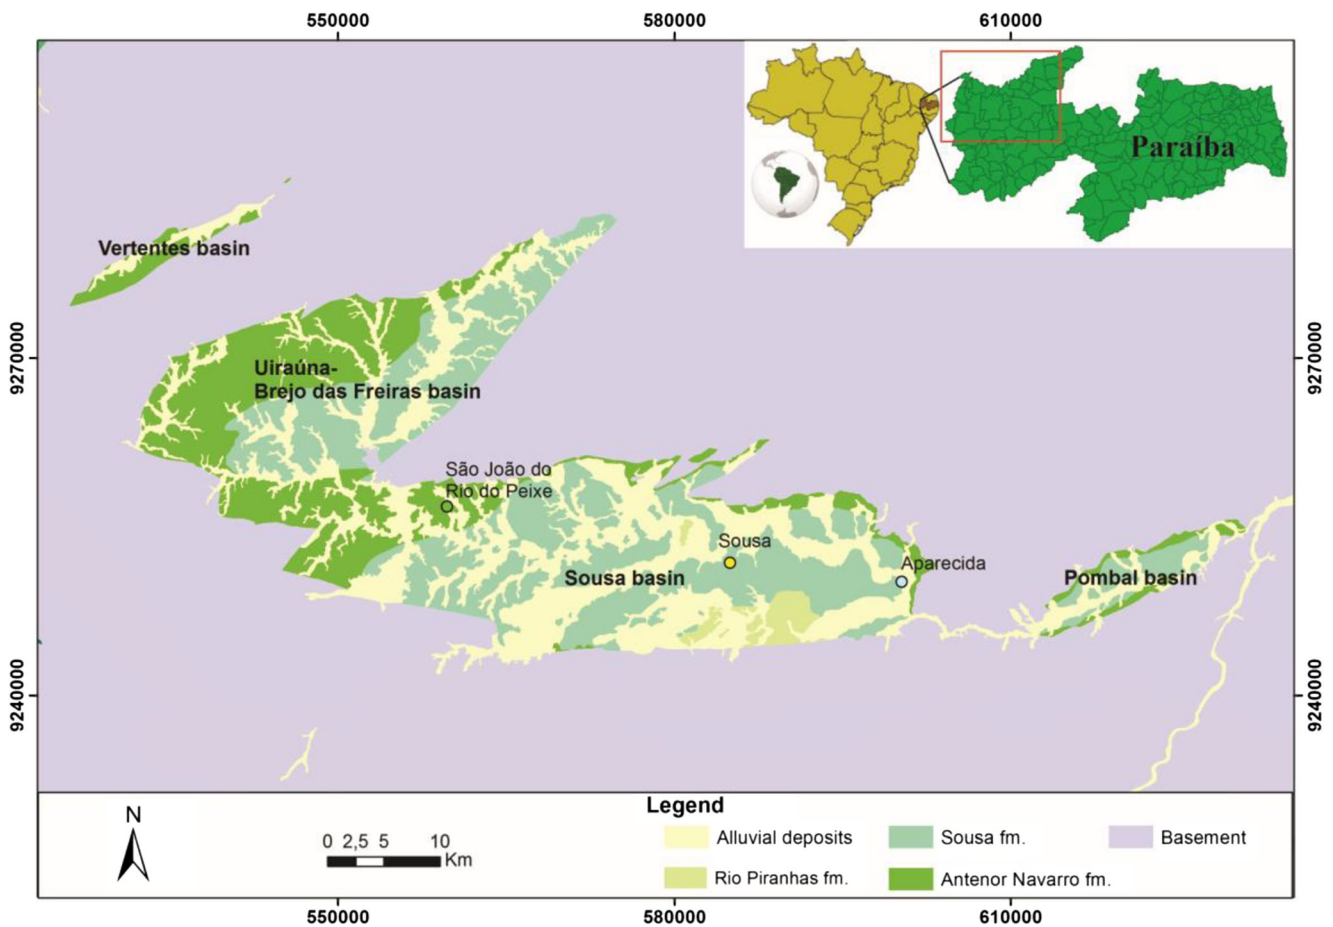 550000
580000
610000
Paraíba
Vertentes basin
9270000
9270000
Uiraúna-
Brejo das Freiras basin
São João do
Rio do Peixe
Sousa
Aparecida
Sousa basin
Pombal basin
9240000
9240000
Legend
N
0 2,5 5 10
Km
Alluvial deposits
Sousa fm.
Basement
Rio Piranhas fm.
Antenor Navarro fm.
550000
580000
610000